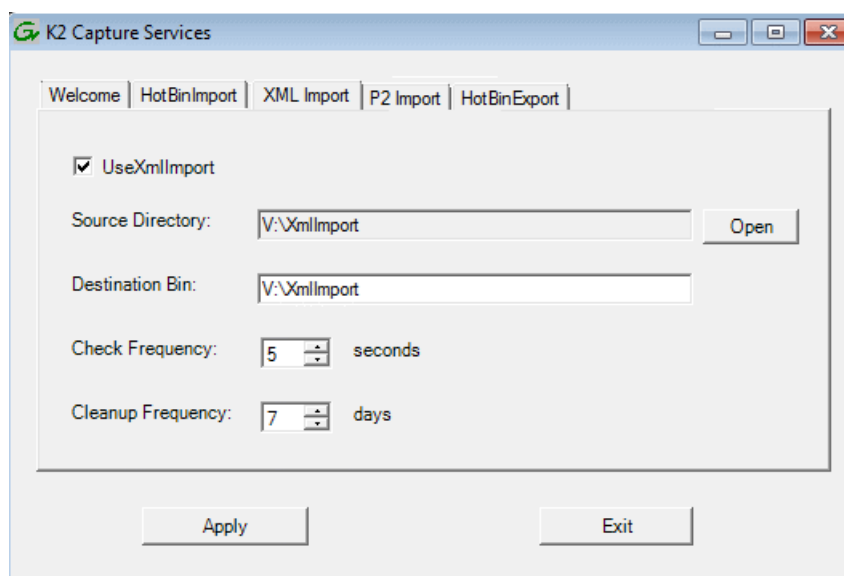 K2 Capture Services
Welcome HotBinImport XML Import P2 Import HotBinExport
UseXmlImport
Source Directory: V:\XmlImport Open
Destination Bin: V:\XmlImport
Check Frequency: 5 seconds
Cleanup Frequency: 7 days
Apply Exit